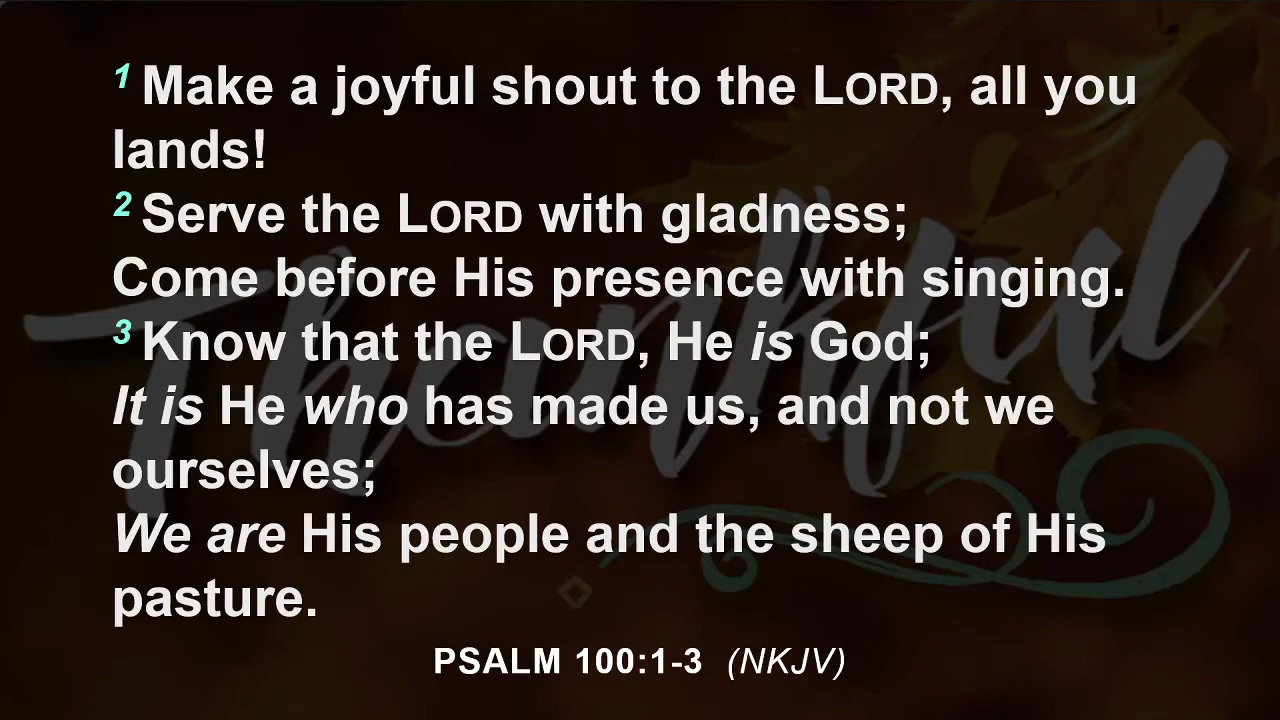 1 Make a joyful shout to the LORD, all you
lands!
2 Serve the LORD with gladness;
Come before His presence with singing.
3 Know that the LORD, He is God;
It is He who has made us, and not we
ourselves;
We are His people and the sheep of His
pasture.
PSALM 100:1-3 (NKJV)
Thankful